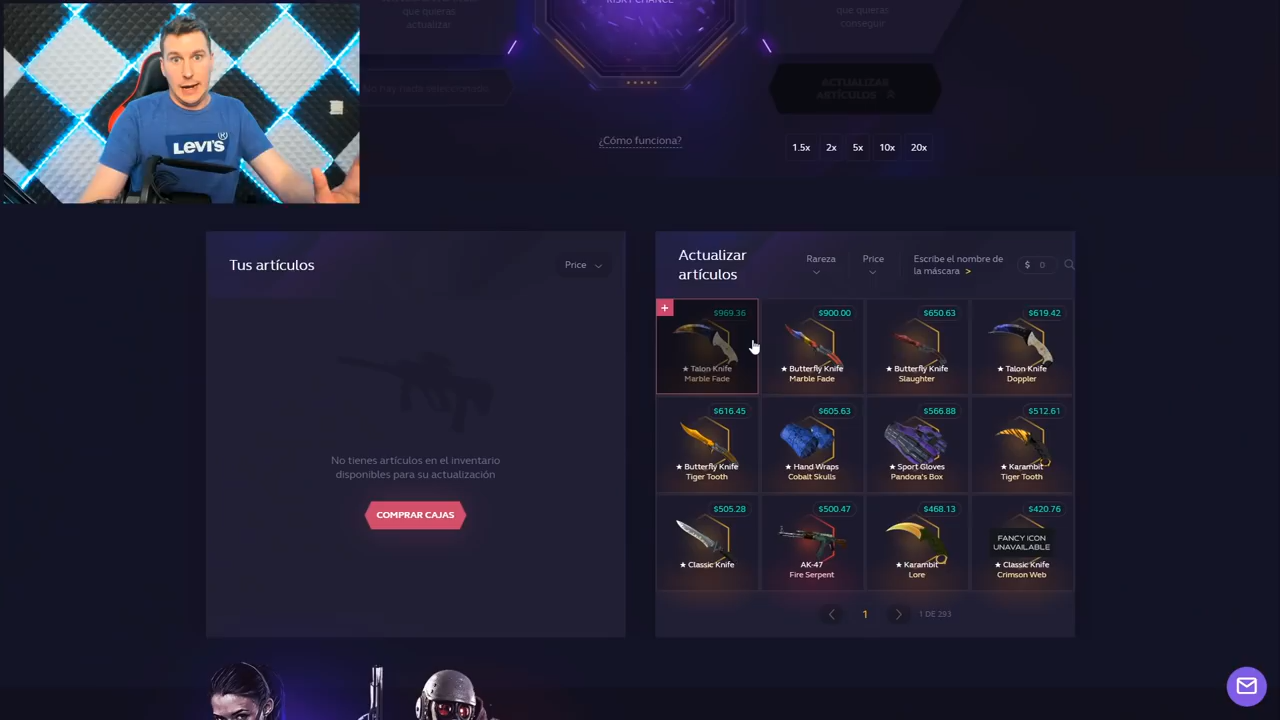 RISKY CHANCE
que quieras
actualizar
que quieras
consegue
ACTUALIZAR
ARTÍCULOS
¿Cómo funciona?
1.5x 2x 5x 10x 20x
LEVI'S
Tus artículos
Price
No tienes artículos en el inventario
disponibles para su actualización
COMPRAR CAJAS
Actualizar
artículos
Rareza
Price
Escribe el nombre de
la máscara >
$ 0
+
$969.36
★ Talon Knife
Marble Fade
$900.00
★ Butterfly Knife
Marble Fade
$650.63
★ Butterfly Knife
Slaughter
$619.42
★ Talon Knife
Doppler
$616.45
★ Butterfly Knife
Tiger Tooth
$605.63
★ Hand Wraps
Cobalt Skulls
$566.88
★ Sport Gloves
Pandora's Box
$512.61
★ Karambit
Tiger Tooth
$505.28
★ Classic Knife
$500.47
AK-47
Fire Serpent
$468.13
★ Karambit
Lore
$420.76
FANCY ICON
UNAVAILABLE
★ Classic Knife
Crimson Web
1
1 DE 293